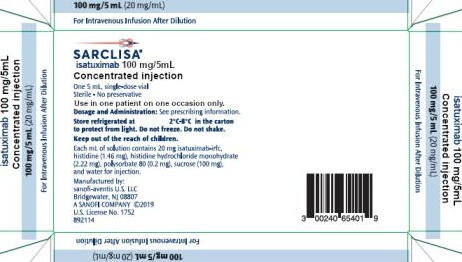 100 mg/5 mL (20 mg/mL)
For Intravenous Infusion After Dilution
SARCLISA®
isatuximab 100 mg/5mL
Concentrated injection
One 5 mL, single-dose vial
Sterile • No preservative
Use in one patient on one occasion only.
Dosage and Administration: See prescribing information.
Store refrigerated at 2°C-8°C in the carton
to protect from light. Do not freeze. Do not shake.
Keep out of the reach of children.
Each mL of solution contains 20 mg isatuximab-irfc,
histidine (1.46 mg), histidine hydrochloride monohydrate
(2.22 mg), polysorbate 80 (0.2 mg), sucrose (100 mg),
and water for injection.
Manufactured by:
sanofi-aventis U.S. LLC
Bridgewater, NJ 08807
A SANOFI COMPANY ©2019
U.S. License No. 1752
892114
3 00240 65401 9
isatuximab 100 mg/5mL
Concentrated injection
100 mg/5 mL (20 mg/mL)
For Intravenous Infusion After Dilution
isatuximab 100 mg/5mL
Concentrated injection
100 mg/5 mL (20 mg/mL)
For Intravenous Infusion After Dilution
For Intravenous Infusion After Dilution
100 mg/5 mL (20 mg/mL)